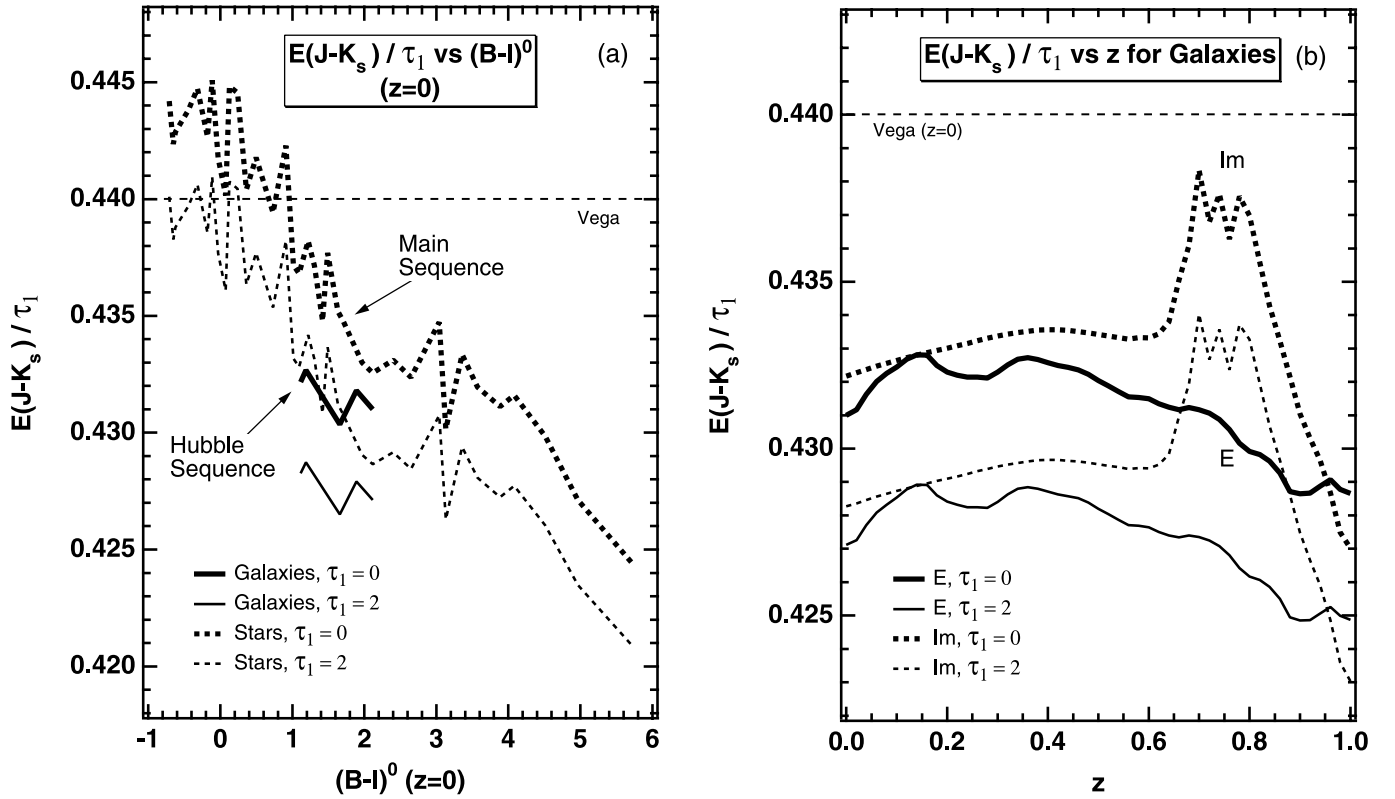 E(J-Kₛ) / τ₁ vs (B-I)⁰
(z=0)
(a)
E(J-Kₛ) / τ₁
0.445
0.440
0.435
0.430
0.425
0.420
Vega
Main
Sequence
Hubble
Sequence
Galaxies, τ₁ = 0
Galaxies, τ₁ = 2
Stars, τ₁ = 0
Stars, τ₁ = 2
-1 0 1 2 3 4 5 6
(B-I)⁰ (z=0)
E(J-Kₛ) / τ₁ vs z for Galaxies
(b)
E(J-Kₛ) / τ₁
0.440
0.435
0.430
0.425
Vega (z=0)
Im
E
E, τ₁ = 0
E, τ₁ = 2
Im, τ₁ = 0
Im, τ₁ = 2
0.0 0.2 0.4 0.6 0.8 1.0
z